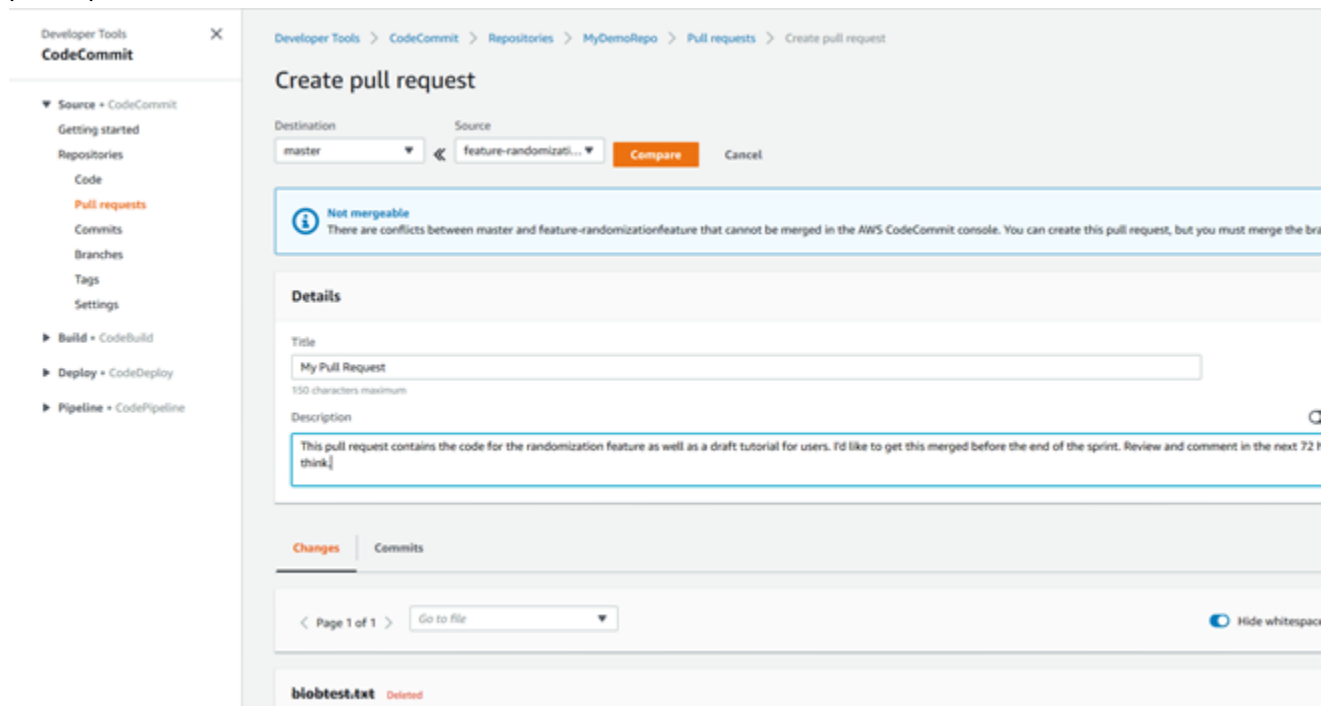 Developer Tools
CodeCommit
Source • CodeCommit
Getting started
Repositories
Code
Pull requests
Commits
Branches
Tags
Settings
Build • CodeBuild
Deploy • CodeDeploy
Pipeline • CodePipeline
Developer Tools > CodeCommit > Repositories > MyDemoRepo > Pull requests > Create pull request
Create pull request
Destination Source
master « feature-randomizati... Compare Cancel
Not mergeable
There are conflicts between master and feature-randomizationfeature that cannot be merged in the AWS CodeCommit console. You can create this pull request, but you must merge the bra
Details
Title
My Pull Request
150 characters maximum
Description
This pull request contains the code for the randomization feature as well as a draft tutorial for users. I'd like to get this merged before the end of the sprint. Review and comment in the next 72 h
think.
Changes Commits
< Page 1 of 1 > Go to file Hide whitespace
blobtest.txt Deleted